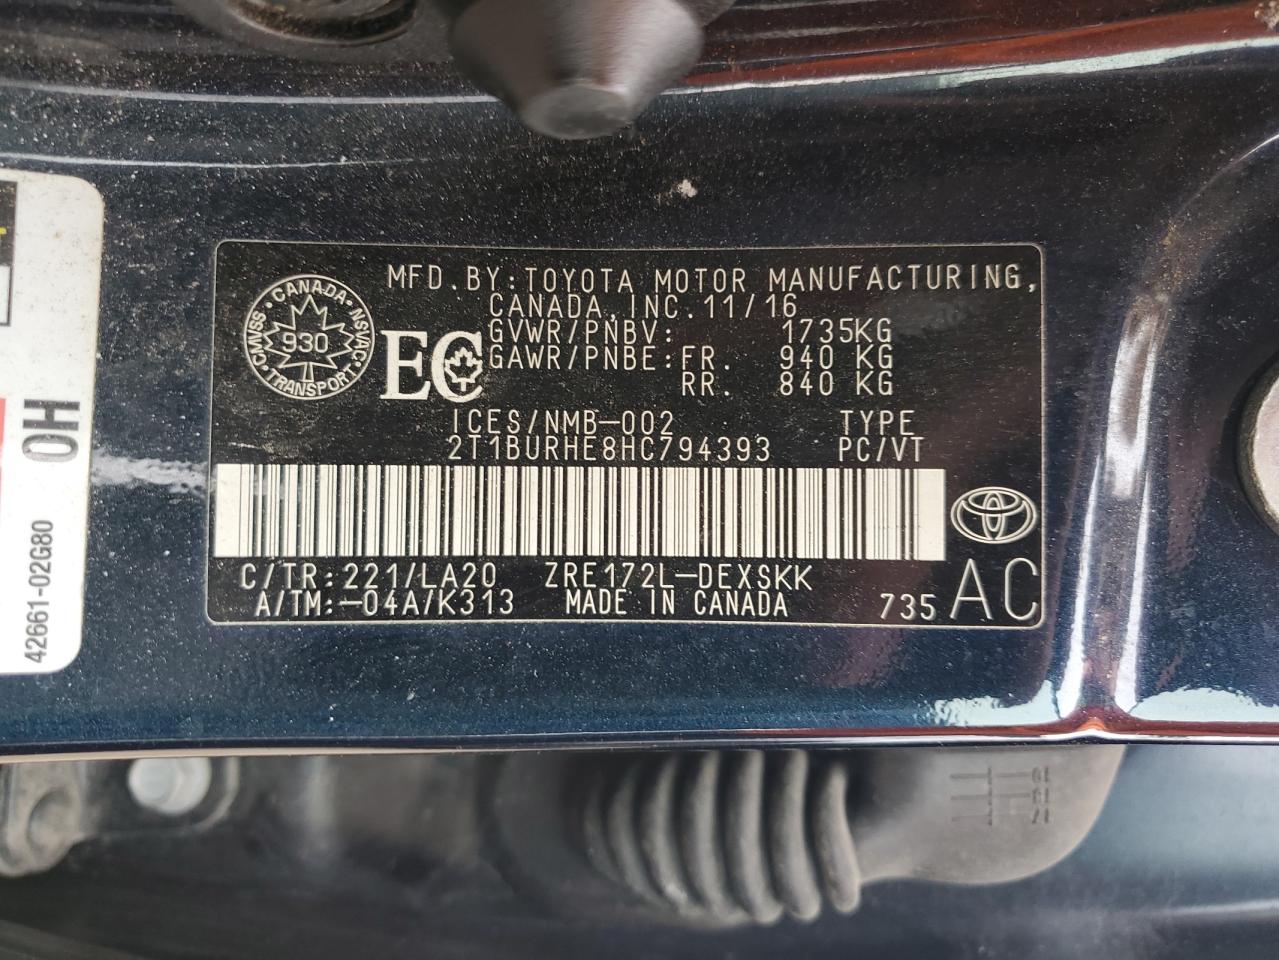 MFD. BY: TOYOTA MOTOR MANUFACTURING,
CANADA, INC. 11/16
GVWR/PNBV: 1735KG
GAWR/PNBE: FR. 940 KG
RR. 840 KG
CANADA
CMVSS NSVAC
930
TRANSPORT
EC
ICES/NMB-002 TYPE
2T1BURHE8HC794393 PC/VT
C/TR: 221/LA20 ZRE172L-DEXSKK
A/TM: -04A/K313 MADE IN CANADA 735 AC
0H
42661-02G80